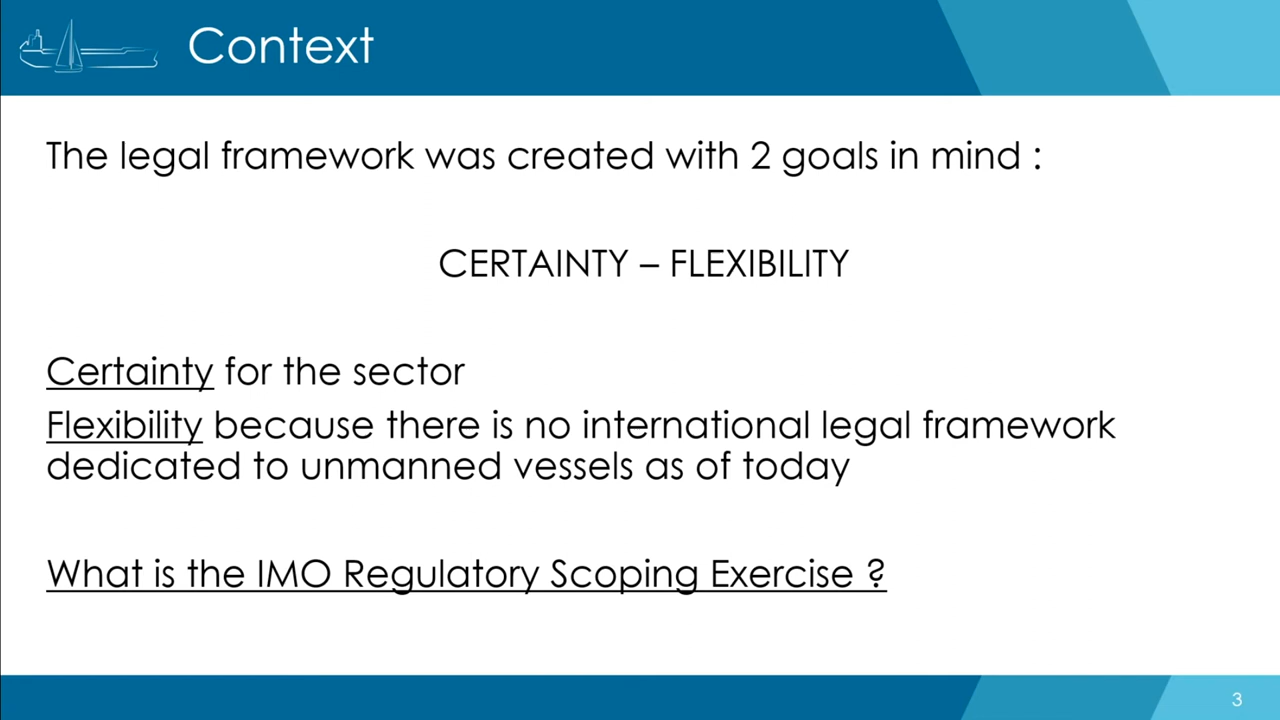 Context
The legal framework was created with 2 goals in mind :
CERTAINTY – FLEXIBILITY
Certainty for the sector
Flexibility because there is no international legal framework
dedicated to unmanned vessels as of today
What is the IMO Regulatory Scoping Exercise ?
3